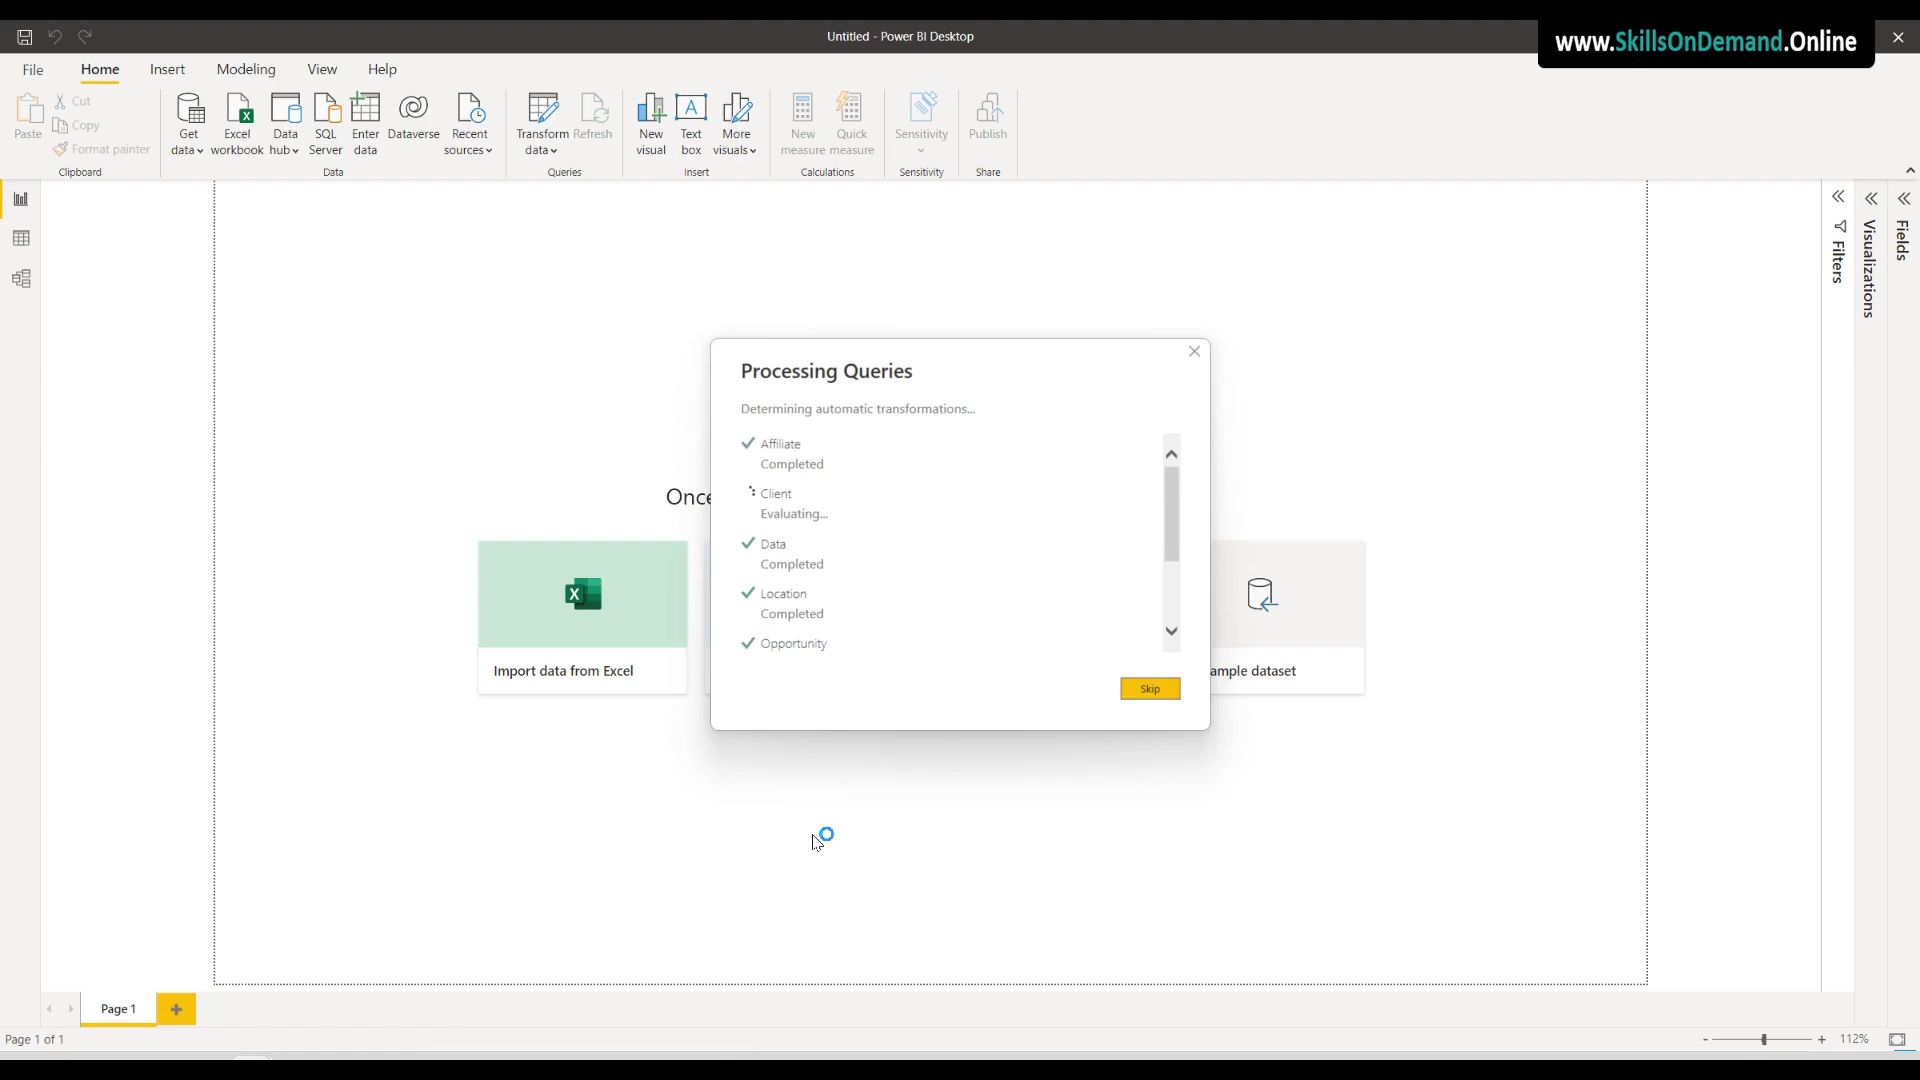 Untitled - Power BI Desktop
www.SkillsOnDemand.Online
File Home Insert Modeling View Help
Paste
Cut
Copy
Format painter
Clipboard
Get data
Excel workbook
Data hub
SQL Server
Enter data
Dataverse
Recent sources
Data
Transform data
Refresh
Queries
New visual
Text box
More visuals
Insert
New measure
Quick measure
Calculations
Sensitivity
Sensitivity
Publish
Share
Filters
Visualizations
Fields
Processing Queries
Determining automatic transformations...
Affiliate
Completed
Client
Evaluating...
Data
Completed
Location
Completed
Opportunity
Skip
Once
Import data from Excel
ample dataset
Page 1
Page 1 of 1
- + 112%